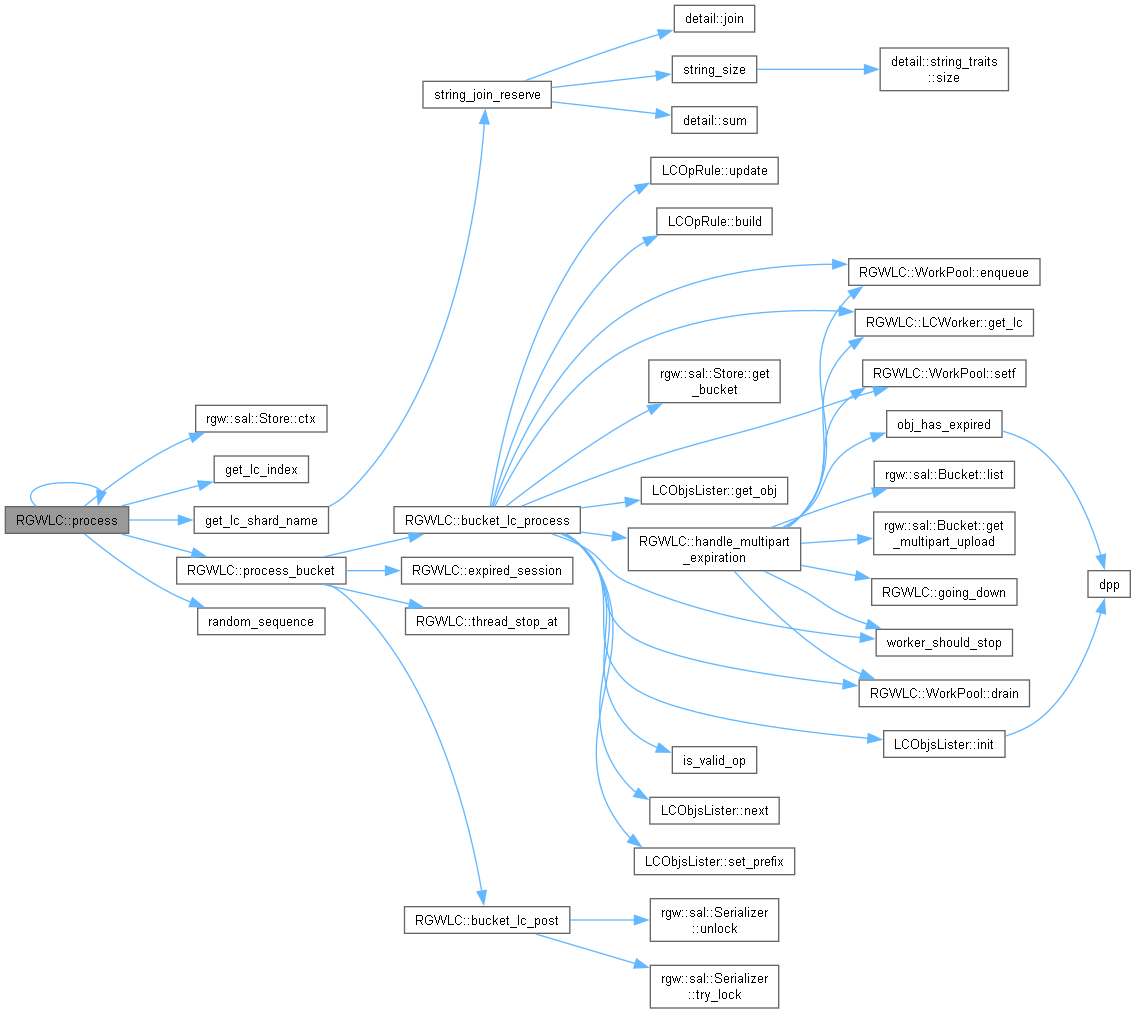 detail::join
string_size
detail::string_traits
::size
string_join_reserve
detail::sum
LCOpRule::update
LCOpRule::build
RGWLC::WorkPool::enqueue
RGWLC::LCWorker::get_lc
rgw::sal::Store::get
_bucket
RGWLC::WorkPool::setf
rgw::sal::Store::ctx
obj_has_expired
get_lc_index
rgw::sal::Bucket::list
LCObjsLister::get_obj
RGWLC::process
get_lc_shard_name
RGWLC::bucket_lc_process
rgw::sal::Bucket::get
_multipart_upload
RGWLC::handle_multipart
_expiration
RGWLC::process_bucket
RGWLC::expired_session
dpp
RGWLC::going_down
random_sequence
RGWLC::thread_stop_at
worker_should_stop
RGWLC::WorkPool::drain
LCObjsLister::init
is_valid_op
LCObjsLister::next
LCObjsLister::set_prefix
RGWLC::bucket_lc_post
rgw::sal::Serializer
::unlock
rgw::sal::Serializer
::try_lock